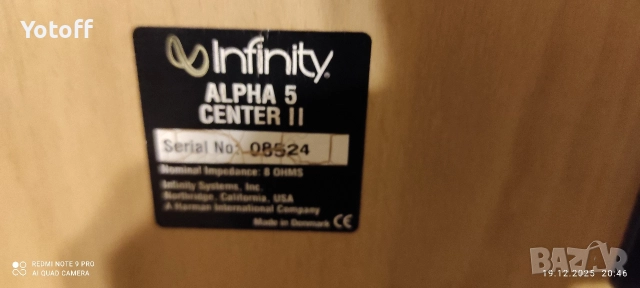 Yotoff
Infinity®
ALPHA 5
CENTER II
Serial No: 08524
Nominal Impedance: 8 OHMS
Infinity Systems, Inc.
Northridge, California, USA
A Harman International Company
Made in Denmark CE
REDMI NOTE 9 PRO
AI QUAD CAMERA
BAZAR
19.12.2025 20:46